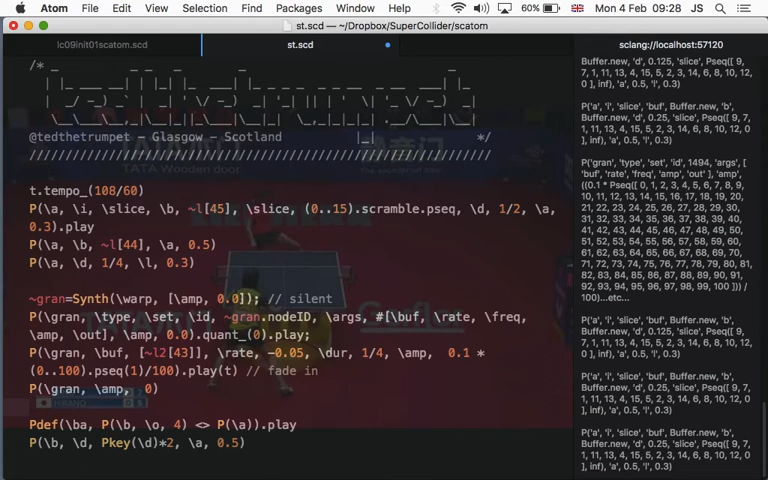 Atom File Edit View Selection Find Packages Window Help 60% Mon 4 Feb 09:28 JS
st.scd — ~/Dropbox/SuperCollider/scatom
lc09init01scatom.scd st.scd sclang://localhost:57120
/*
tedthetrumpet
@tedthetrumpet – Glasgow – Scotland |_| */
////////////////////////////////////////////////////////////////
t.tempo_(108/60)
P(\a, \i, \slice, \b, ~l[45], \slice, (0..15).scramble.pseq, \d, 1/2, \a,
0.3).play
P(\a, \b, ~l[44], \a, 0.5)
P(\a, \d, 1/4, \l, 0.3)
~gran=Synth(\warp, [\amp, 0.0]); // silent
P(\gran, \type, \set, \id, ~gran.nodeID, \args, #[\buf, \rate, \freq,
\amp, \out], \amp, 0.0).quant_(0).play;
P(\gran, \buf, [~l2[43]], \rate, -0.05, \dur, 1/4, \amp, 0.1 *
(0..100).pseq(1)/100).play(t) // fade in
P(\gran, \amp, 0)
Pdef(\ba, P(\b, \o, 4) <> P(\a)).play
P(\b, \d, Pkey(\d)*2, \a, 0.5)
TATA Wooden door
HIRANO
Buffer.new, 'd', 0.125, 'slice', Pseq([ 9,
7, 1, 11, 13, 4, 15, 5, 2, 3, 14, 6, 8, 10, 12,
0 ], inf), 'a', 0.5, 'l', 0.3)
P('a', 'i', 'slice', 'buf', Buffer.new, 'b',
Buffer.new, 'd', 0.25, 'slice', Pseq([ 9, 7,
1, 11, 13, 4, 15, 5, 2, 3, 14, 6, 8, 10, 12, 0
], inf), 'a', 0.5, 'l', 0.3)
P('gran', 'type', 'set', 'id', 1494, 'args', [
'buf', 'rate', 'freq', 'amp', 'out' ], 'amp',
((0.1 * Pseq([ 0, 1, 2, 3, 4, 5, 6, 7, 8, 9,
10, 11, 12, 13, 14, 15, 16, 17, 18, 19, 20,
21, 22, 23, 24, 25, 26, 27, 28, 29, 30,
31, 32, 33, 34, 35, 36, 37, 38, 39, 40,
41, 42, 43, 44, 45, 46, 47, 48, 49, 50,
51, 52, 53, 54, 55, 56, 57, 58, 59, 60,
61, 62, 63, 64, 65, 66, 67, 68, 69, 70,
71, 72, 73, 74, 75, 76, 77, 78, 79, 80, 81,
82, 83, 84, 85, 86, 87, 88, 89, 90, 91,
92, 93, 94, 95, 96, 97, 98, 99, 100 ])) /
100)...etc...
P('a', 'i', 'slice', 'buf', Buffer.new, 'b',
Buffer.new, 'd', 0.25, 'slice', Pseq([ 9, 7,
1, 11, 13, 4, 15, 5, 2, 3, 14, 6, 8, 10, 12, 0
], inf), 'a', 0.5, 'l', 0.3)
P('a', 'i', 'slice', 'buf', Buffer.new, 'b',
Buffer.new, 'd', 0.25, 'slice', Pseq([ 9, 7,
1, 11, 13, 4, 15, 5, 2, 3, 14, 6, 8, 10, 12, 0
], inf), 'a', 0.5, 'l', 0.3)
P('a', 'i', 'slice', 'buf', Buffer.new, 'b',
Buffer.new, 'd', 0.25, 'slice', Pseq([ 9, 7,
1, 11, 13, 4, 15, 5, 2, 3, 14, 6, 8, 10, 12, 0
], inf), 'a', 0.5, 'l', 0.3)